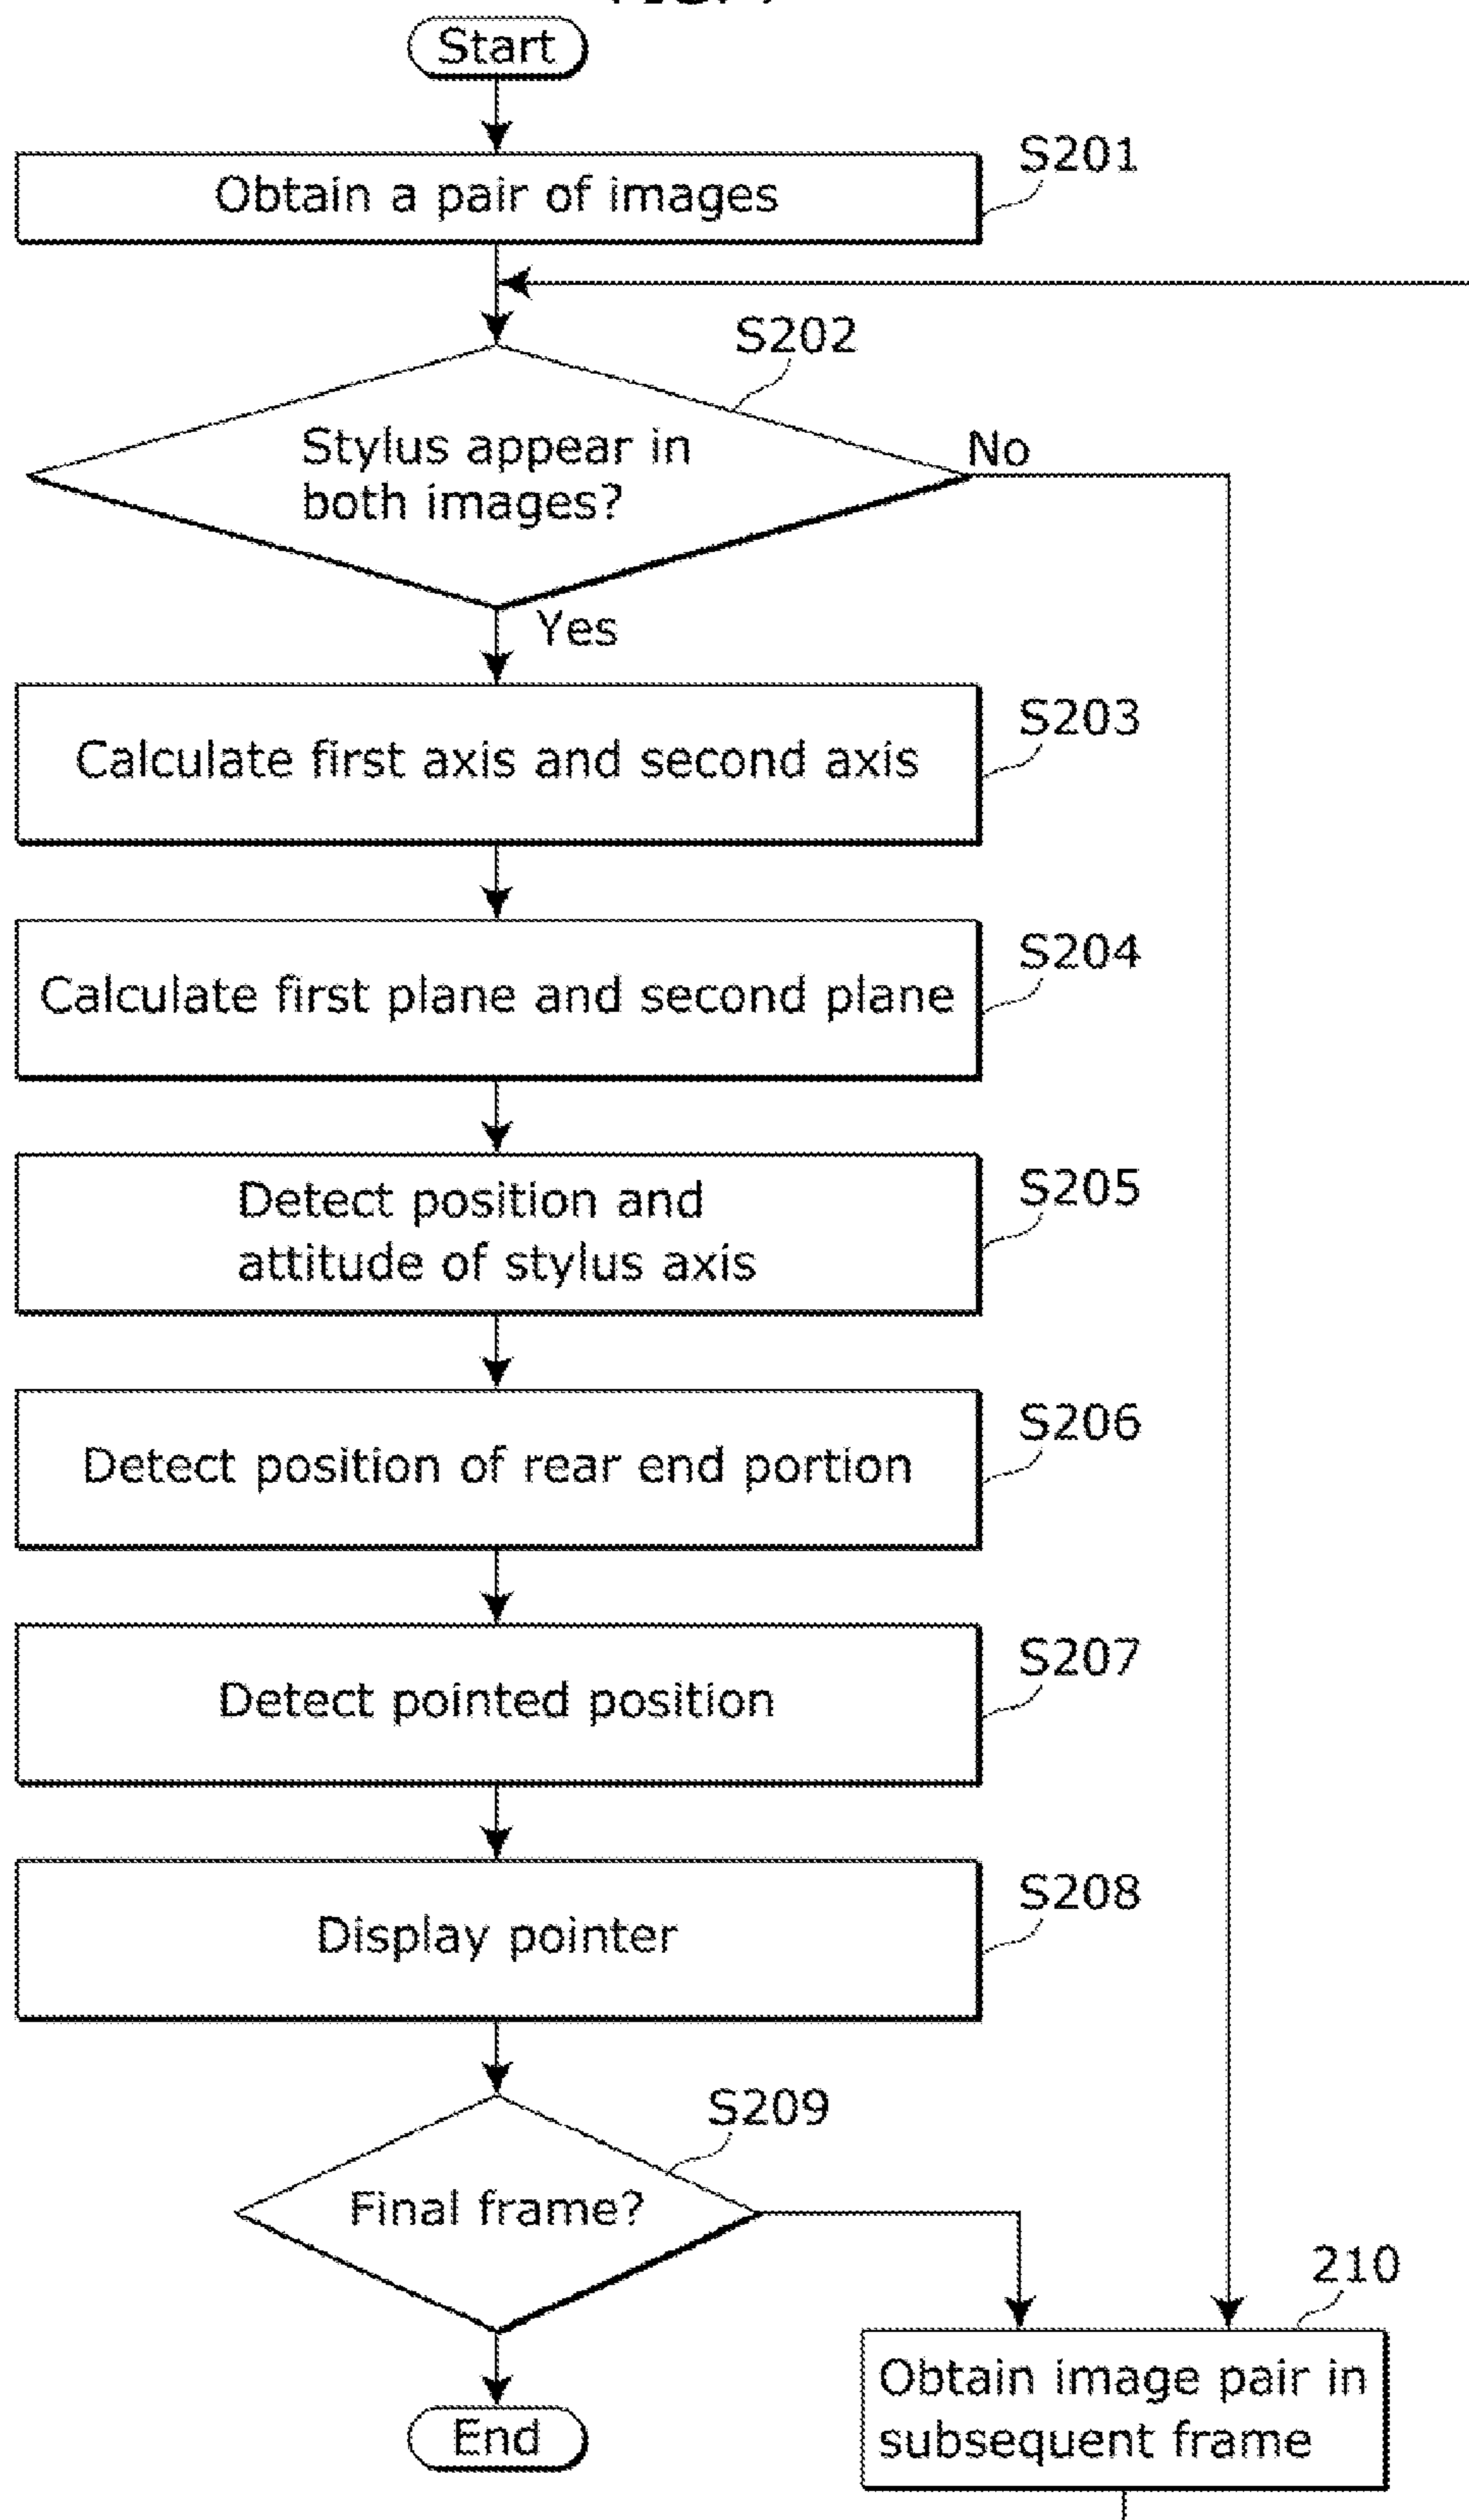 Start
S201
Obtain a pair of images
S202
Stylus appear in
both images?
No
Yes
S203
Calculate first axis and second axis
S204
Calculate first plane and second plane
S205
Detect position and
attitude of stylus axis
S206
Detect position of rear end portion
S207
Detect pointed position
S208
Display pointer
S209
Final frame?
210
Obtain image pair in
subsequent frame
End